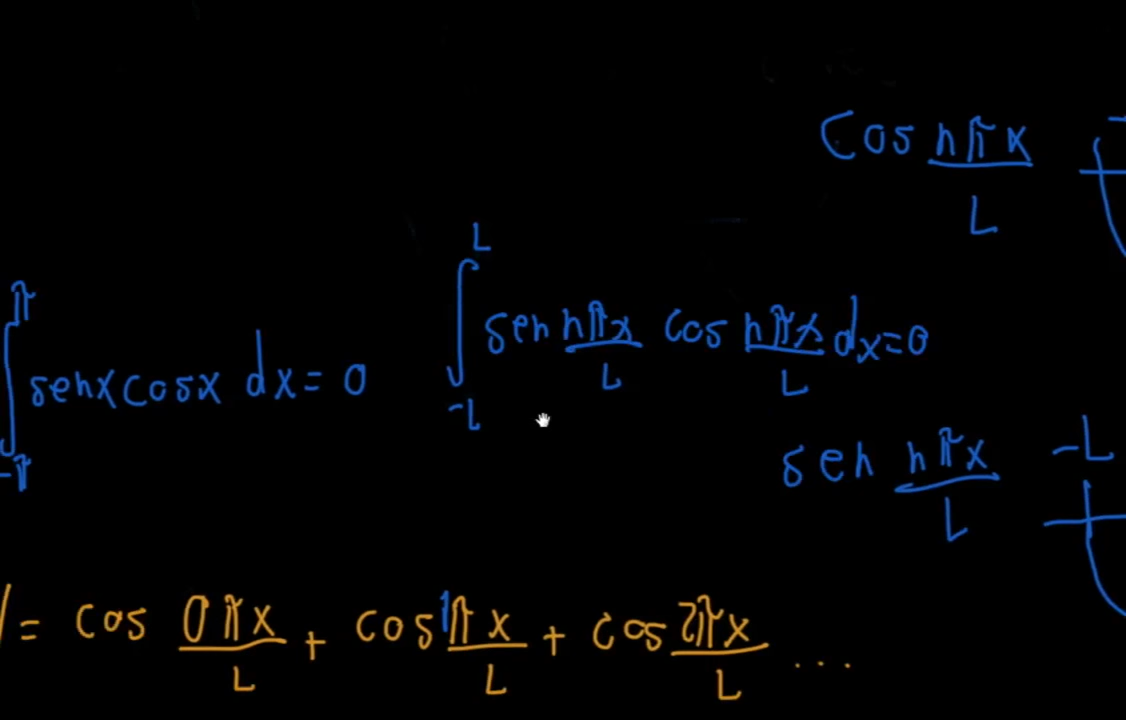 cos nπx/L
∫_{-π}^{π} senx cosx dx = 0
∫_{-L}^{L} sen nπx/L cos nπx/L dx = 0
sen nπx/L -L
= cos 0πx/L + cos 1πx/L + cos 2πx/L ...